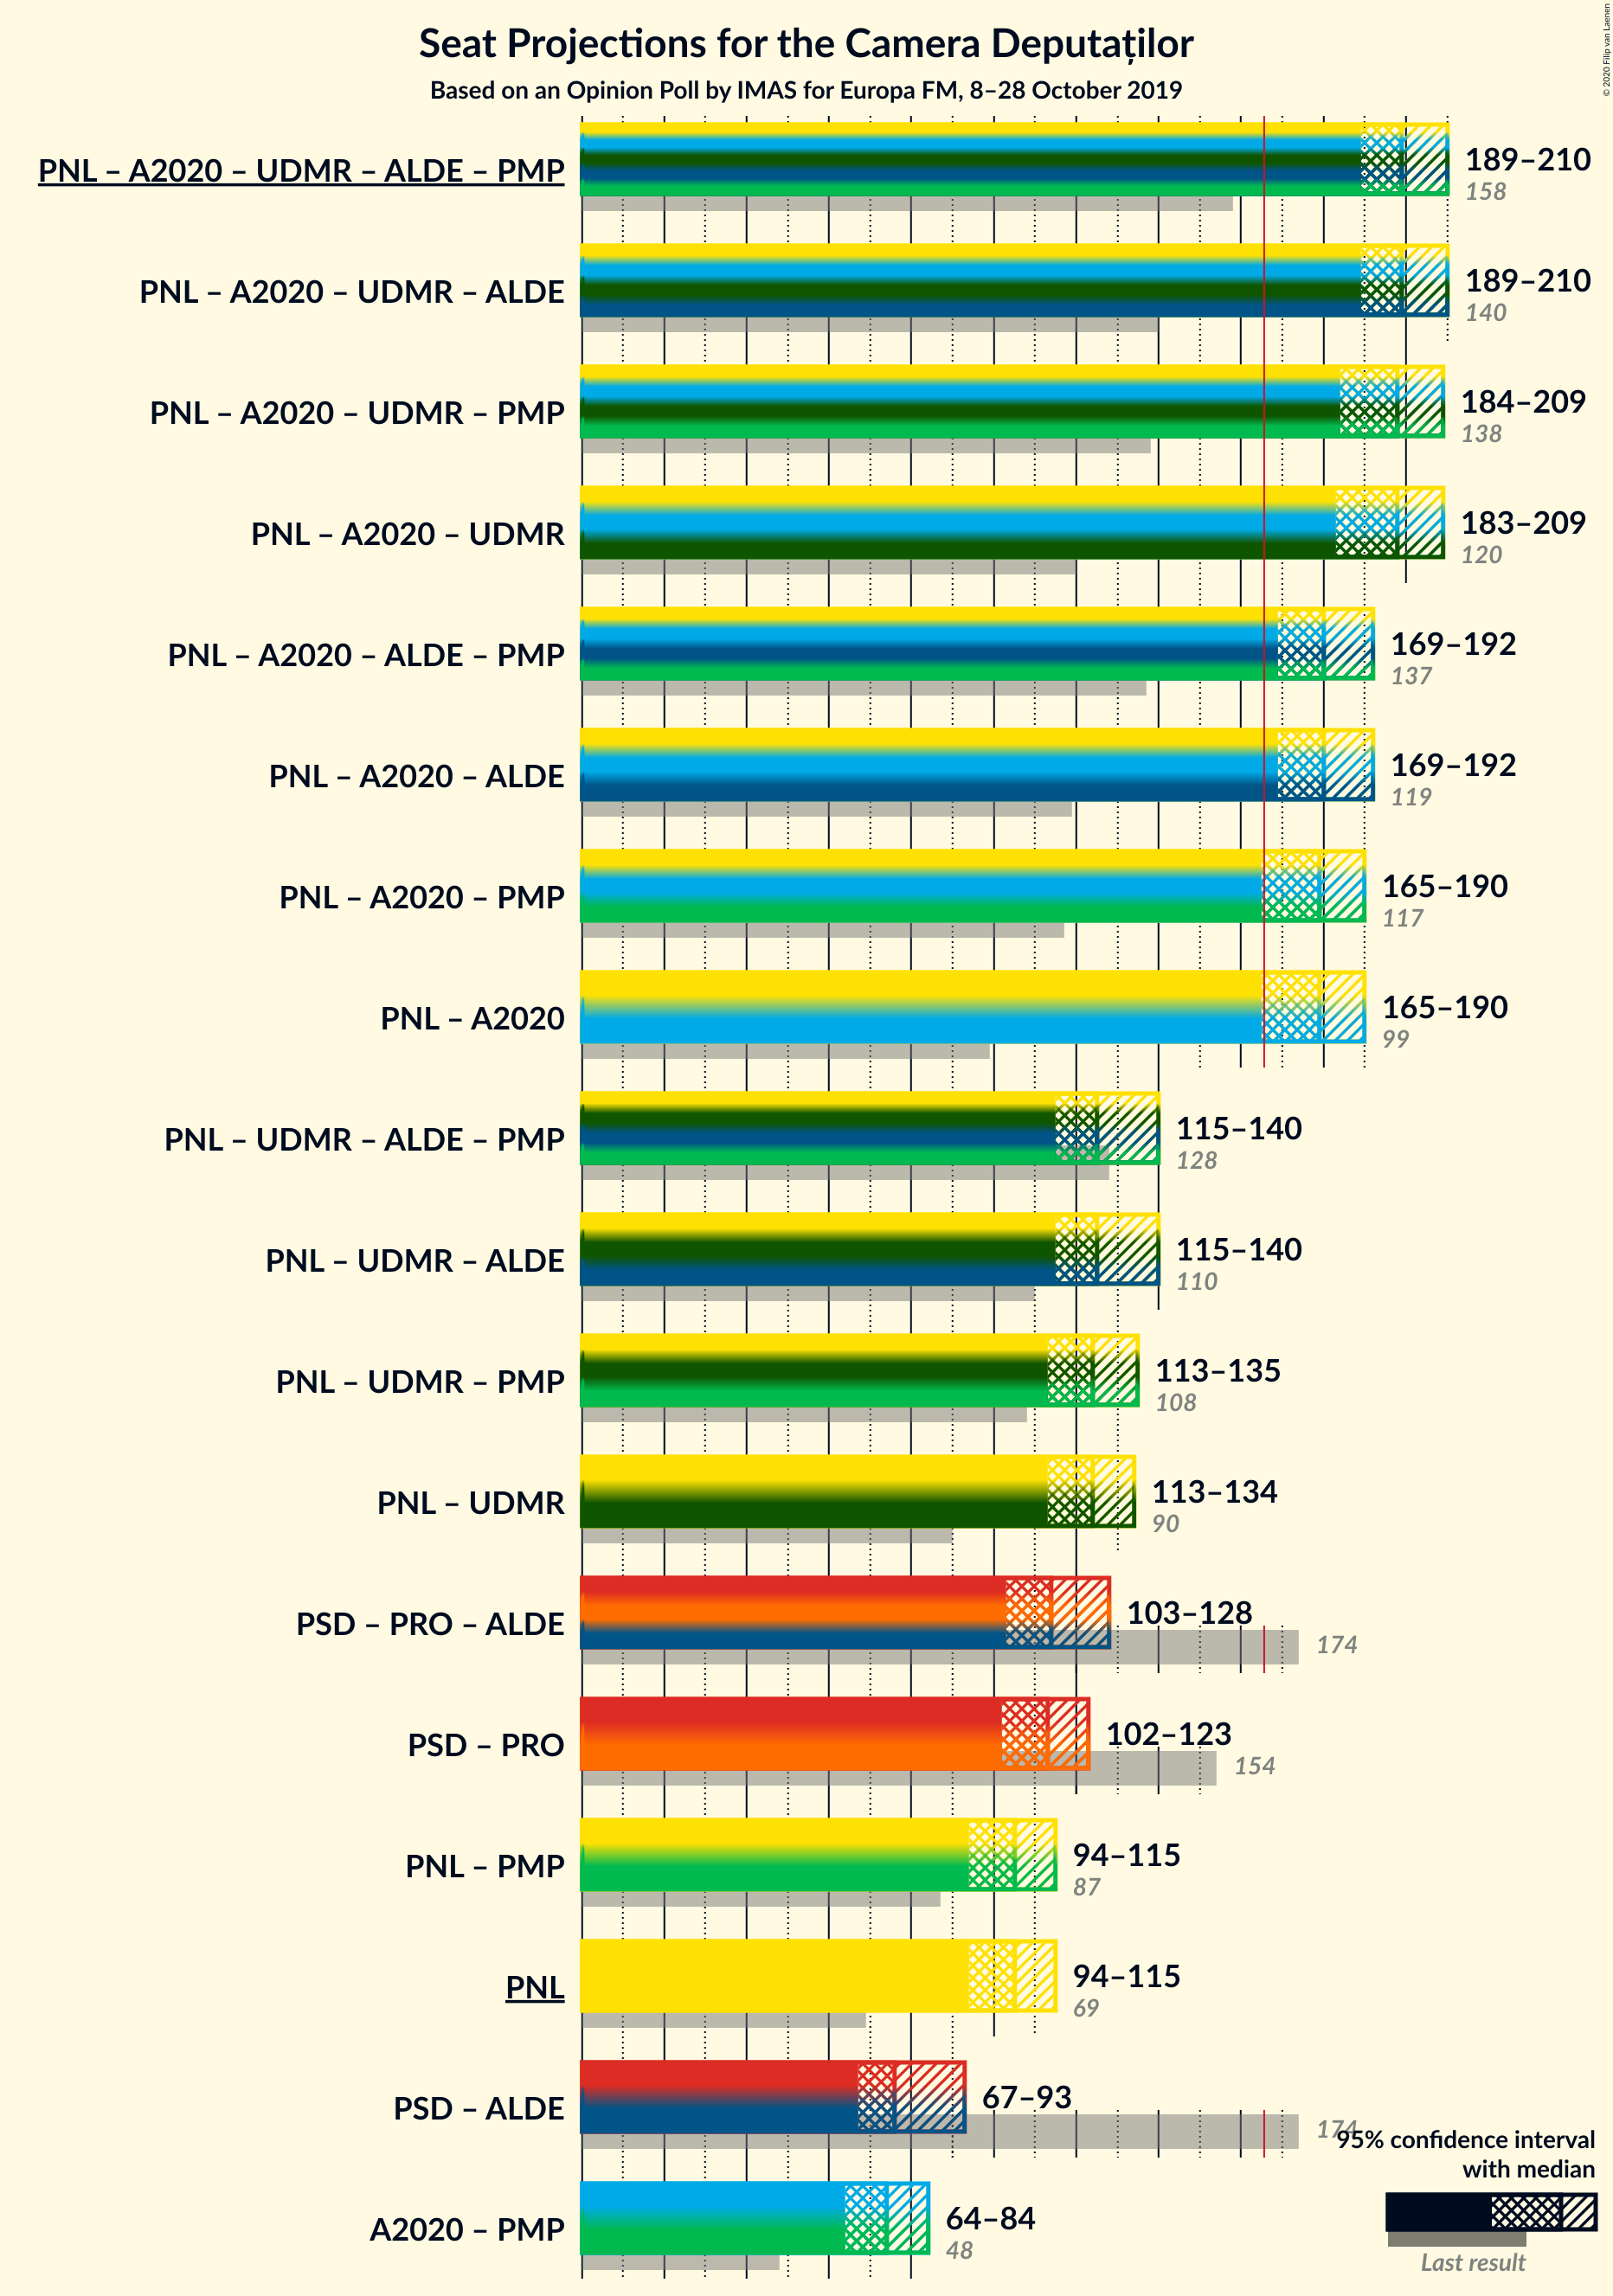 Seat Projections for the Camera Deputaților
Based on an Opinion Poll by IMAS for Europa FM, 8–28 October 2019
© 2020 Filip van Laenen
PNL – A2020 – UDMR – ALDE – PMP
189–210
158
PNL – A2020 – UDMR – ALDE
189–210
140
PNL – A2020 – UDMR – PMP
184–209
138
PNL – A2020 – UDMR
183–209
120
PNL – A2020 – ALDE – PMP
169–192
137
PNL – A2020 – ALDE
169–192
119
PNL – A2020 – PMP
165–190
117
PNL – A2020
165–190
99
PNL – UDMR – ALDE – PMP
115–140
128
PNL – UDMR – ALDE
115–140
110
PNL – UDMR – PMP
113–135
108
PNL – UDMR
113–134
90
PSD – PRO – ALDE
103–128
174
PSD – PRO
102–123
154
PNL – PMP
94–115
87
PNL
94–115
69
PSD – ALDE
67–93
174
A2020 – PMP
64–84
48
95% confidence interval
with median
Last result